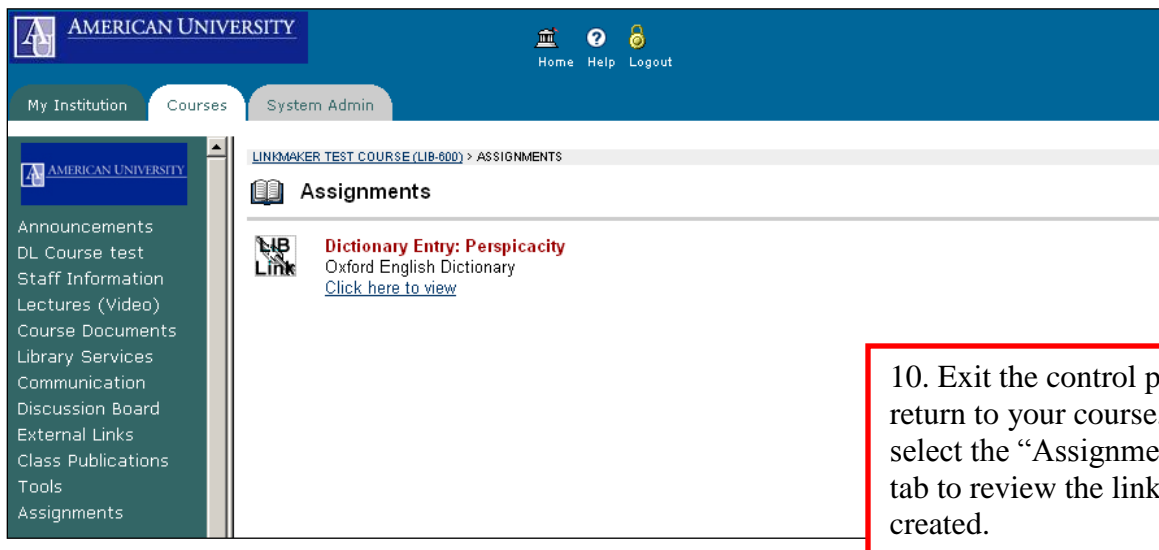 AMERICAN UNIVERSITY
Home Help Logout
My Institution Courses System Admin
AMERICAN UNIVERSITY
Announcements
DL Course test
Staff Information
Lectures (Video)
Course Documents
Library Services
Communication
Discussion Board
External Links
Class Publications
Tools
Assignments
LINKMAKER TEST COURSE (LIB-600) > ASSIGNMENTS
Assignments
LIB
Link
Dictionary Entry: Perspicacity
Oxford English Dictionary
Click here to view
10. Exit the control p
return to your course
select the “Assignme
tab to review the link
created.